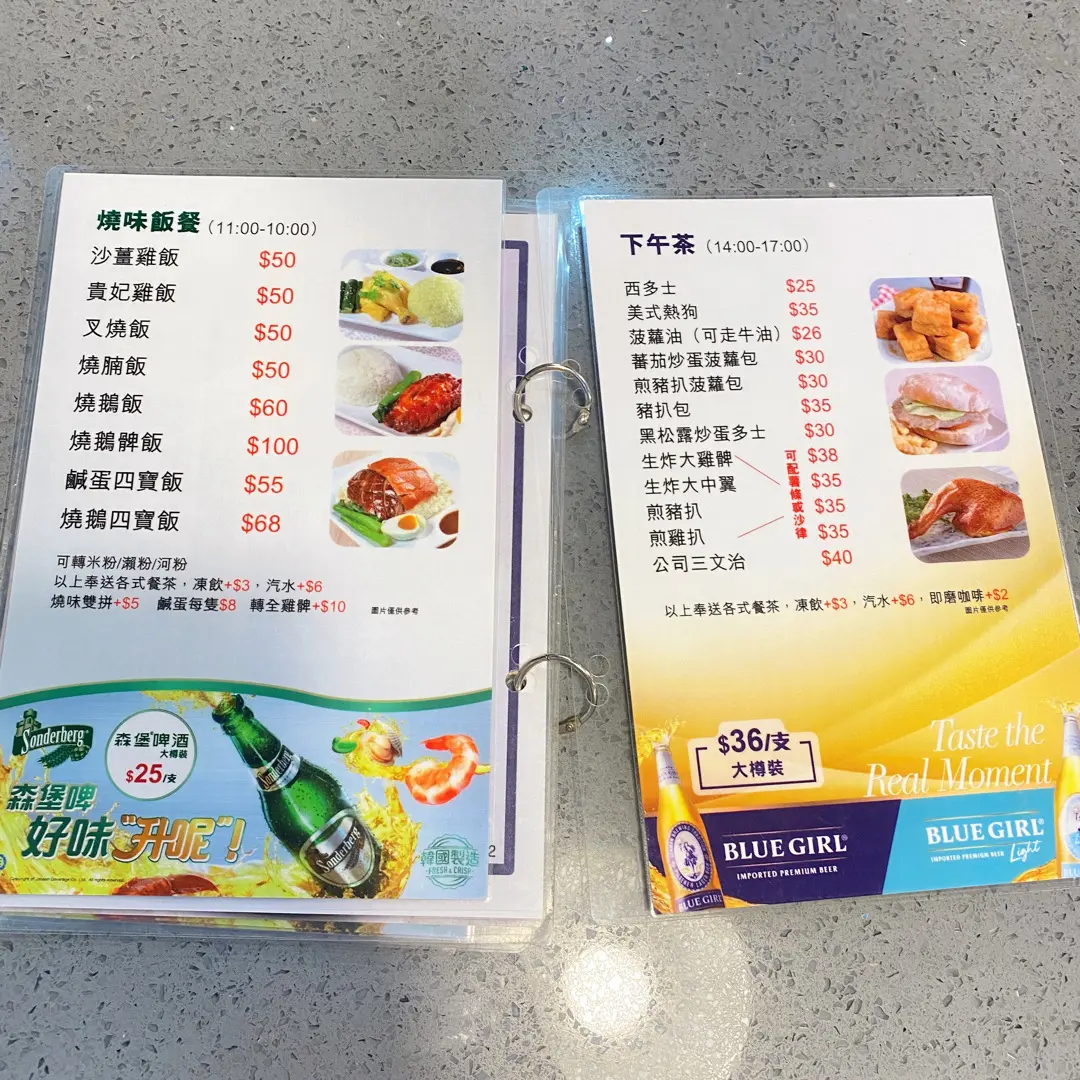 燒味飯餐（11:00-10:00）
沙薑雞飯 $50
貴妃雞飯 $50
叉燒飯 $50
燒腩飯 $50
燒鵝飯 $60
燒鵝髀飯 $100
鹹蛋四寶飯 $55
燒鵝四寶飯 $68
可轉米粉/瀨粉/河粉
以上奉送各式餐茶，凍飲+$3，汽水+$6
燒味雙拼+$5 鹹蛋每隻$8 轉全雞髀+$10 圖片僅供參考
Sonderberg
森堡啤酒
大樽裝
$25/支
森堡啤
好味"升呢"!
Sonderberg
韓國製造
FRESH & CRISP
2
下午茶（14:00-17:00）
西多士 $25
美式熱狗 $35
菠蘿油（可走牛油）$26
蕃茄炒蛋菠蘿包 $30
煎豬扒菠蘿包 $30
豬扒包 $35
黑松露炒蛋多士 $30
生炸大雞髀 $38
生炸大中翼 $35
煎豬扒 $35
煎雞扒 $35
可配薯條或沙律
公司三文治 $40
以上奉送各式餐茶，凍飲+$3，汽水+$6，即磨咖啡+$2
圖片僅供參考
$36/支
大樽裝
Taste the
Real Moment
BLUE GIRL
BLUE GIRL®
IMPORTED PREMIUM BEER
BLUE GIRL®
IMPORTED PREMIUM BEER Light